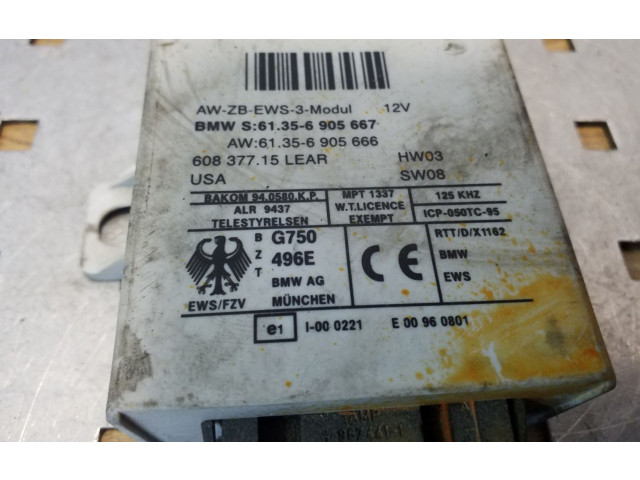 AW-ZB-EWS-3-Modul 12V
BMW S:61.35-6 905 667
AW:61.35-6 905 666
608 377.15 LEAR HW03
USA SW08
BAKOM 94.0580.K.P. MPT 1337 125 KHZ
ALR 9437 W.T.LICENCE ICP-050TC-95
TELESTYRELSEN EXEMPT
B G750 RTT/D/X1162
Z 496E BMW
T BMW AG EWS
EWS/FZV MÜNCHEN CE
e1 I-00 0221 E 00 96 0801